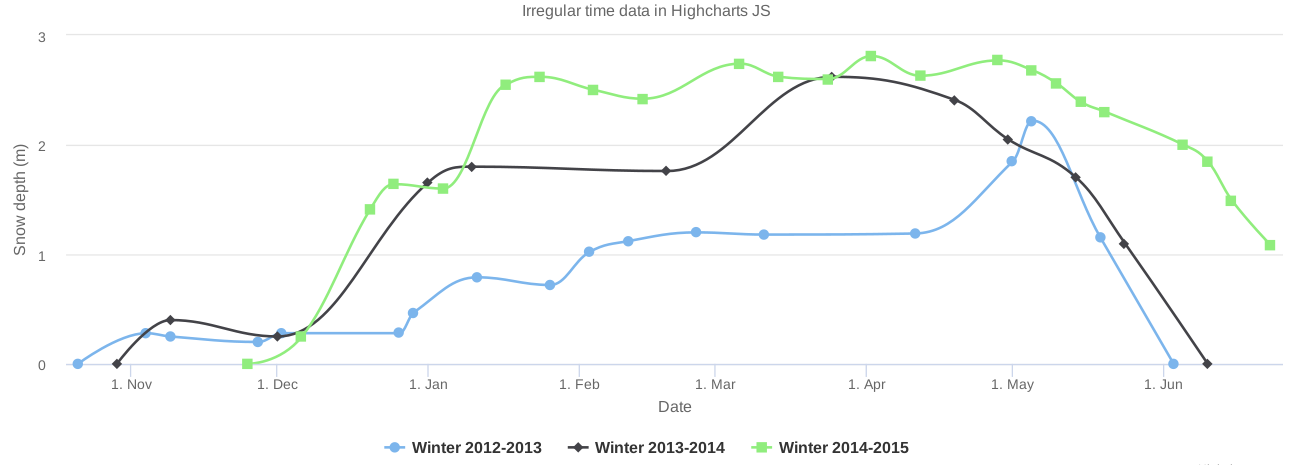 Irregular time data in Highcharts JS
Snow depth (m)
3
2
1
0
1. Nov 1. Dec 1. Jan 1. Feb 1. Mar 1. Apr 1. May 1. Jun
Date
Winter 2012-2013 Winter 2013-2014 Winter 2014-2015